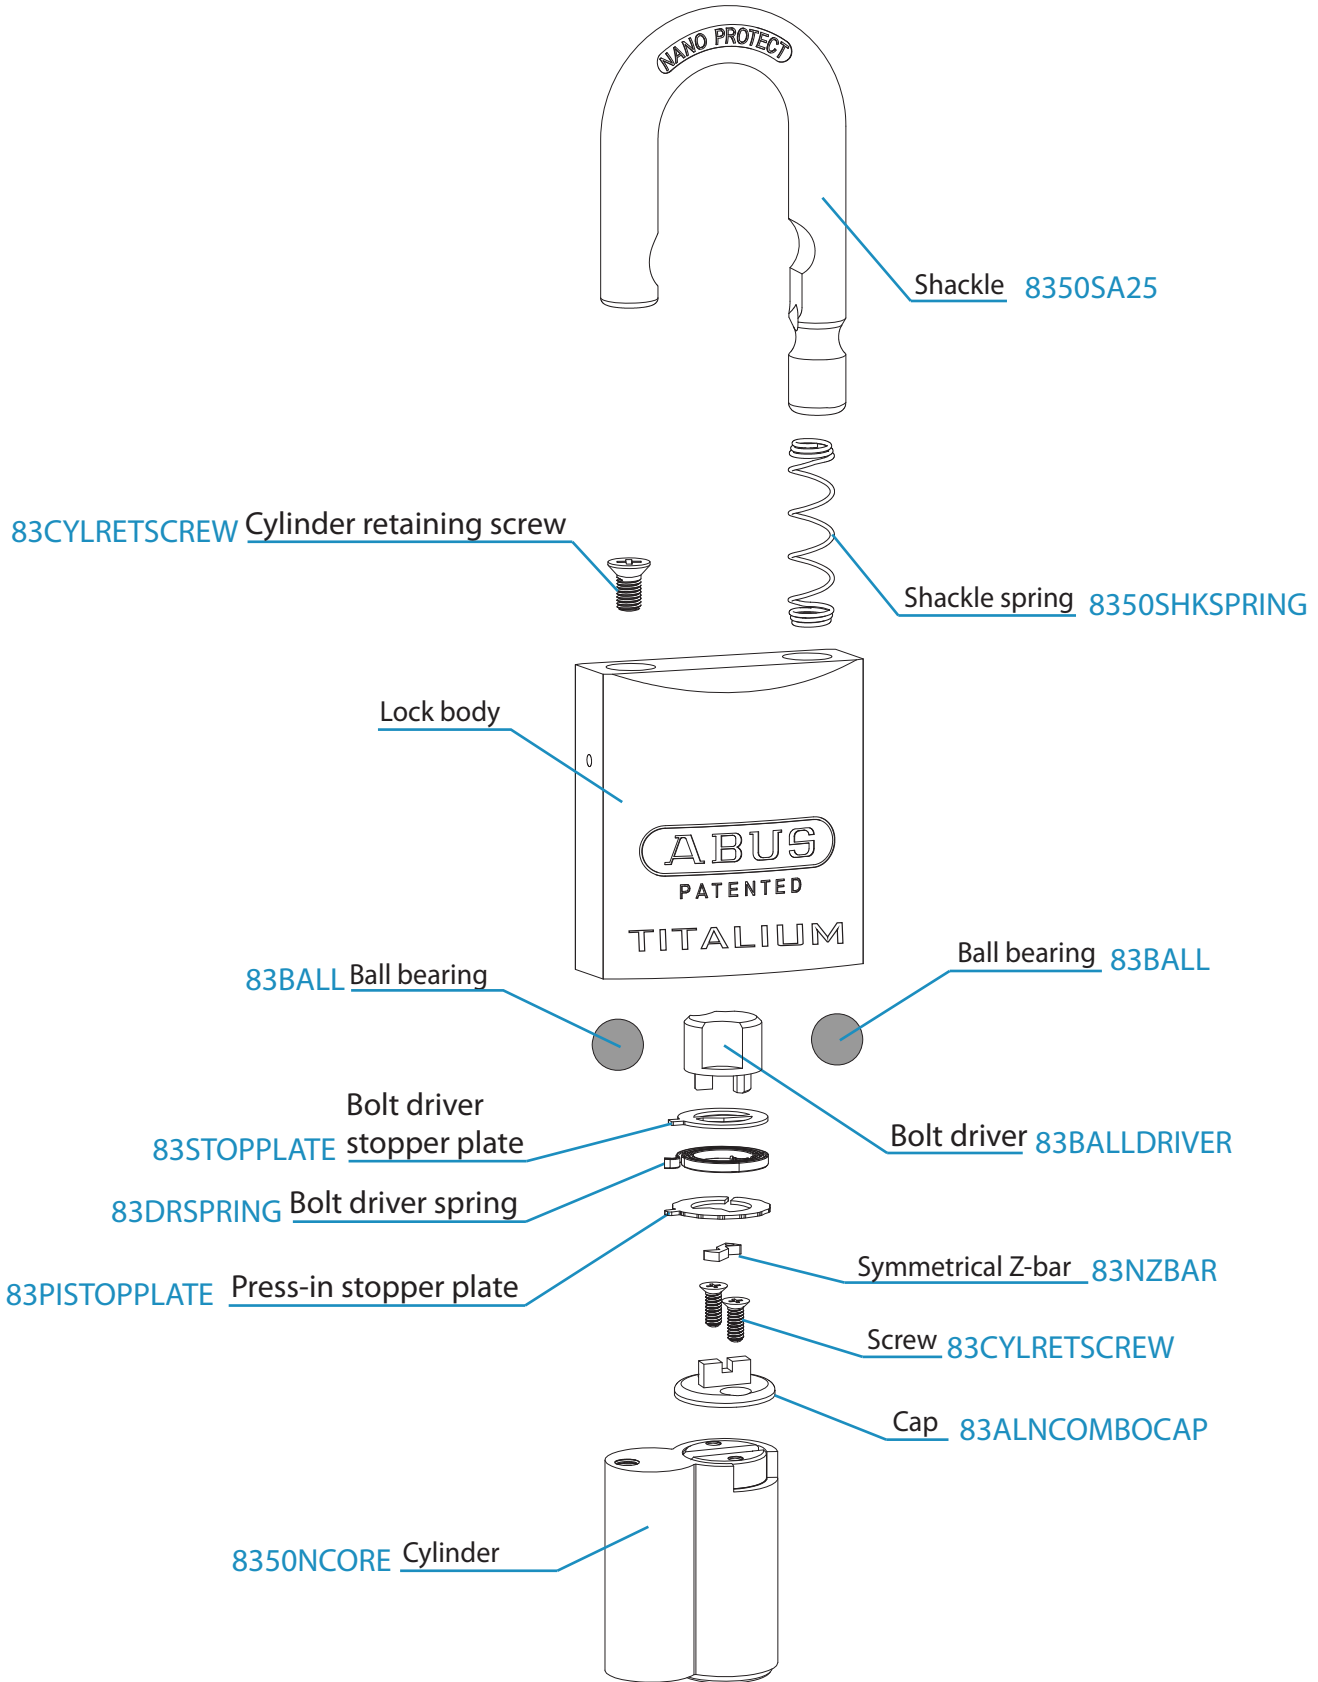 NANO PROTECT
Shackle 8350SA25
83CYLRETSCREW Cylinder retaining screw
Shackle spring 8350SHKSPRING
Lock body
ABUS
PATENTED
TITALIUM
83BALL Ball bearing
Ball bearing 83BALL
Bolt driver
83STOPPLATE stopper plate
Bolt driver 83BALLDRIVER
83DRSPRING Bolt driver spring
Symmetrical Z-bar 83NZBAR
83PISTOPPLATE Press-in stopper plate
Screw 83CYLRETSCREW
Cap 83ALNCOMBOCAP
8350NCORE Cylinder